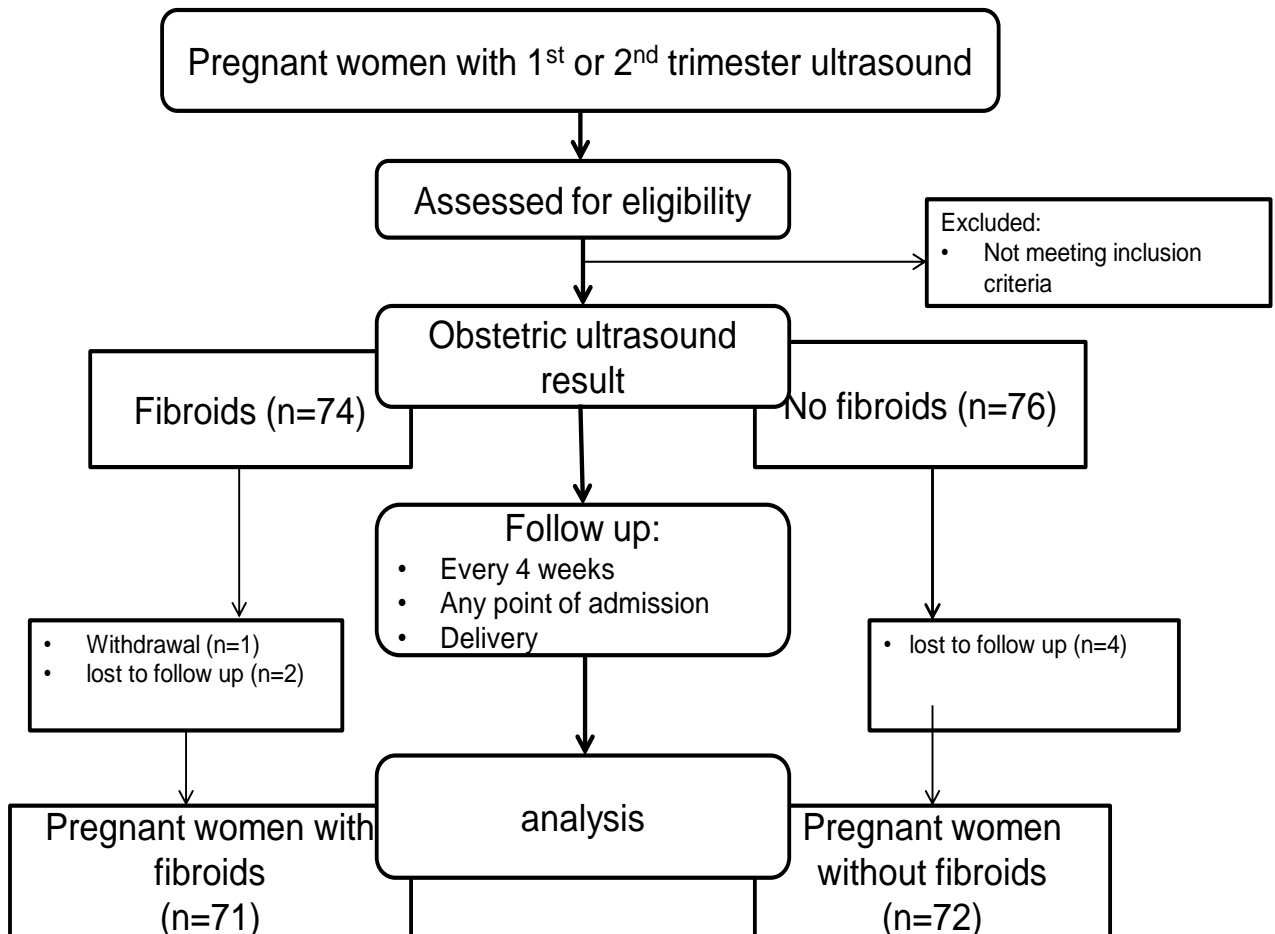 Pregnant women with 1st or 2nd trimester ultrasound
Assessed for eligibility
Excluded:
• Not meeting inclusion
criteria
Obstetric ultrasound
result
Fibroids (n=74)
No fibroids (n=76)
Follow up:
• Every 4 weeks
• Any point of admission
• Delivery
• Withdrawal (n=1)
• lost to follow up (n=2)
• lost to follow up (n=4)
analysis
Pregnant women with
fibroids
(n=71)
Pregnant women
without fibroids
(n=72)